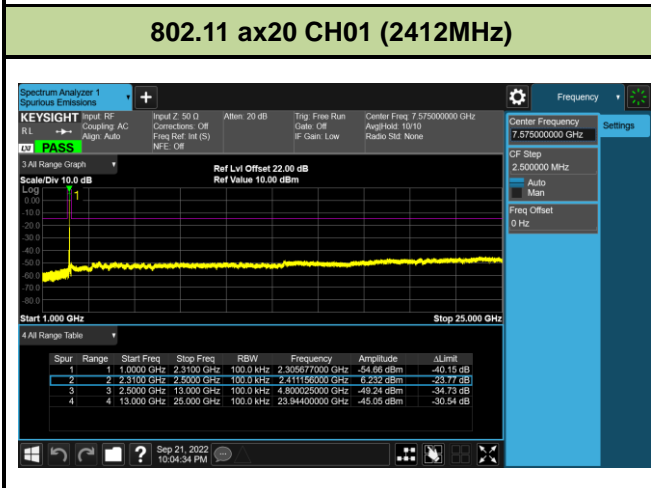 802.11 ax20 CH01 (2412MHz)
Spectrum Analyzer 1
Spurious Emissions
+
Frequency
KEYSIGHT Input: RF Input Z: 50 Ω Atten: 20 dB Trig: Free Run Center Freq: 7.575000000 GHz
RL Coupling: AC Corrections: Off Gate: Off Avg|Hold: 10/10
Align: Auto Freq Ref: Int (S) IF Gain: Low Radio Std: None
LNI PASS NFE: Off
Center Frequency
7.575000000 GHz
Settings
CF Step
2.500000 MHz
Auto
Man
Freq Offset
0 Hz
3 All Range Graph
Ref Lvl Offset 22.00 dB
Scale/Div 10.0 dB Ref Value 10.00 dBm
Log
1
0.00
-10.0
-20.0
-30.0
-40.0
-50.0
-60.0
-70.0
-80.0
Start 1.000 GHz Stop 25.000 GHz
4 All Range Table
Spur Range Start Freq Stop Freq RBW Frequency Amplitude ΔLimit
1 1 1.0000 GHz 2.3100 GHz 100.0 kHz 2.305677000 GHz -54.66 dBm -40.15 dB
2 2 2.3100 GHz 2.5000 GHz 100.0 kHz 2.411156000 GHz 6.232 dBm -23.77 dB
3 3 2.5000 GHz 13.000 GHz 100.0 kHz 4.800025000 GHz -49.24 dBm -34.73 dB
4 4 13.000 GHz 25.000 GHz 100.0 kHz 23.94400000 GHz -45.05 dBm -30.54 dB
? Sep 21, 2022
10:04:34 PM